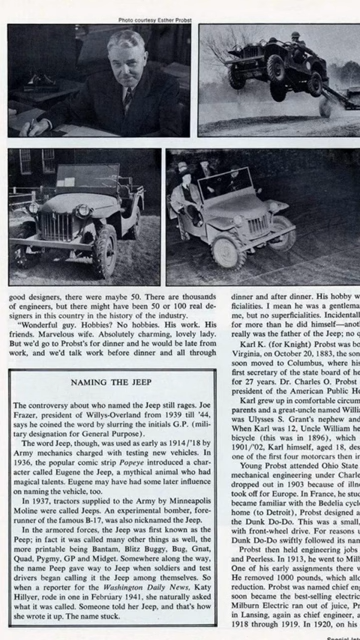 Photo courtesy Esther Probst
good designers, there were maybe 50. There are thousands
of engineers, but there might have been 50 or 100 real de-
signers in this country in the history of the industry.
"Wonderful guy. Hobbies? No hobbies. His work. His
friends. Marvelous wife. Absolutely charming, lovely lady.
But we'd go to Probst's for dinner and he would be late from
work, and we'd talk work before dinner and all through
NAMING THE JEEP
The controversy about who named the Jeep still rages. Joe
Frazer, president of Willys-Overland from 1939 till '44,
says he coined the word by slurring the initials G.P. (mili-
tary designation for General Purpose).
The word Jeep, though, was used as early as 1914/'18 by
Army mechanics charged with testing new vehicles. In
1936, the popular comic strip Popeye introduced a char-
acter called Eugene the Jeep, a mythical animal who had
magical talents. Eugene may have had some later influence
on naming the vehicle, too.
In 1937, tractors supplied to the Army by Minneapolis
Moline were called Jeeps. An experimental bomber, fore-
runner of the famous B-17, was also nicknamed the Jeep.
In the armored forces, the Jeep was first known as the
Peep; in fact it was called many other things as well, the
more printable being Bantam, Blitz Buggy, Bug, Gnat,
Quad, Pygmy, GP and Midget. Somewhere along the way,
the name Peep gave way to Jeep when soldiers and test
drivers began calling it the Jeep among themselves. So
when a reporter for the Washington Daily News, Katy
Hillyer, rode in one in February 1941, she naturally asked
what it was called. Someone told her Jeep, and that's how
she wrote it up. The name stuck.
dinner and after dinner. His hobby w
ficialities. I mean he was a gentlema
me, but no superficialities. Incidentall
for more than he did himself—anot
really was the father of the Jeep; no q
Karl K. (for Knight) Probst was bo
Virginia, on October 20, 1883, the son
soon moved to Columbus, where his
first secretary of the state board of he
for 27 years. Dr. Charles O. Probst
president of the American Public He
Karl grew up in comfortable circum
parents and a great-uncle named Willi
was Ulysses S. Grant's nephew and
When Karl was 12, Uncle William he
bicycle (this was in 1896), which
1901/'02, Karl himself, aged 18, des
one of the first four motorcars then in
Young Probst attended Ohio State
mechanical engineering under Charle
dropped out in 1903 because of illne
took off for Europe. In France, he stu
became familiar with the Bedelia cycle
home (to Detroit), Probst designed a
the Dunk Do-Do. This was a small
with front-wheel drive. For reasons u
Dunk Do-Do swiftly followed its nam
Probst then held engineering jobs
and Peerless. In 1913, he went to Milb
One of his early assignments there w
He removed 1000 pounds, which
reduction. Probst was named chief eng
soon became the best-selling electric
Milburn Electric ran out of juice, P
in Lansing, again as chief engineer, a
1918 through 1919. In 1920, on his